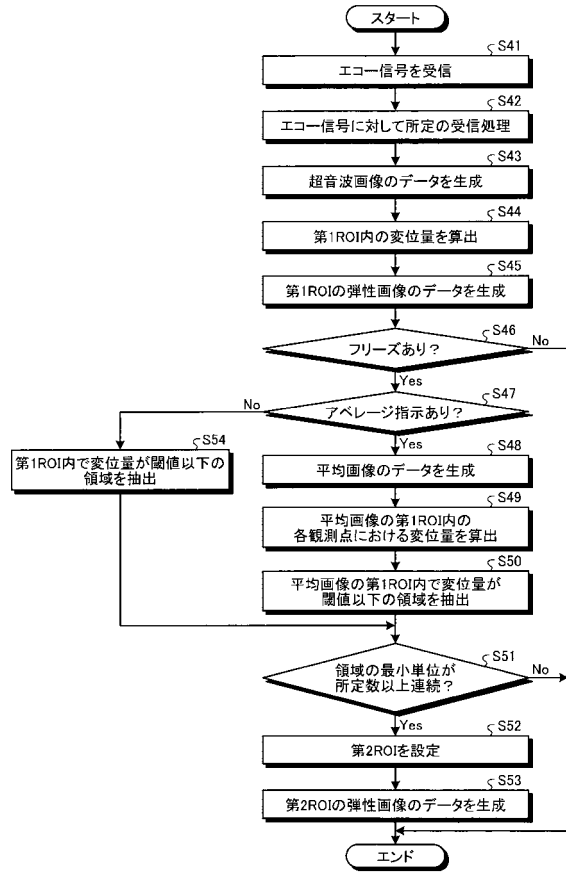 スタート
S41
エコー信号を受信
S42
エコー信号に対して所定の受信処理
S43
超音波画像のデータを生成
S44
第1ROI内の変位量を算出
S45
第1ROIの弾性画像のデータを生成
S46
フリーズあり？
No
Yes
S47
アベレージ指示あり？
No
Yes
S54
第1ROI内で変位量が閾値以下の
領域を抽出
S48
平均画像のデータを生成
S49
平均画像の第1ROI内の
各観測点における変位量を算出
S50
平均画像の第1ROI内で変位量が
閾値以下の領域を抽出
S51
領域の最小単位が
所定数以上連続？
No
Yes
S52
第2ROIを設定
S53
第2ROIの弾性画像のデータを生成
エンド